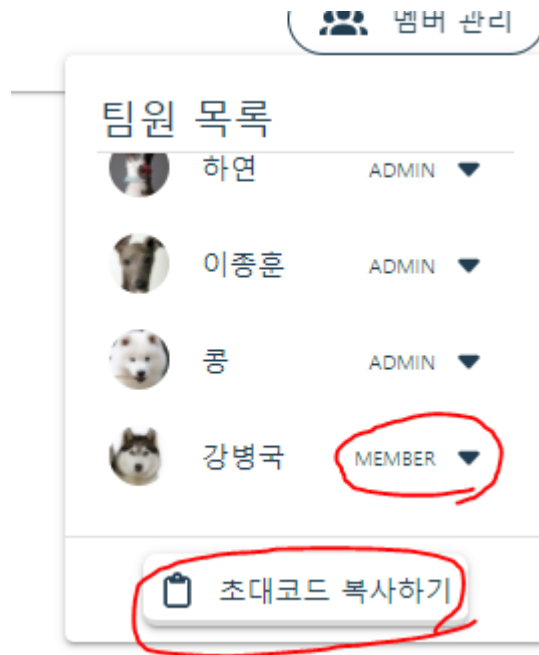 멤버 관리
팀원 목록
하연 ADMIN
이종훈 ADMIN
콩 ADMIN
강병국 MEMBER
초대코드 복사하기